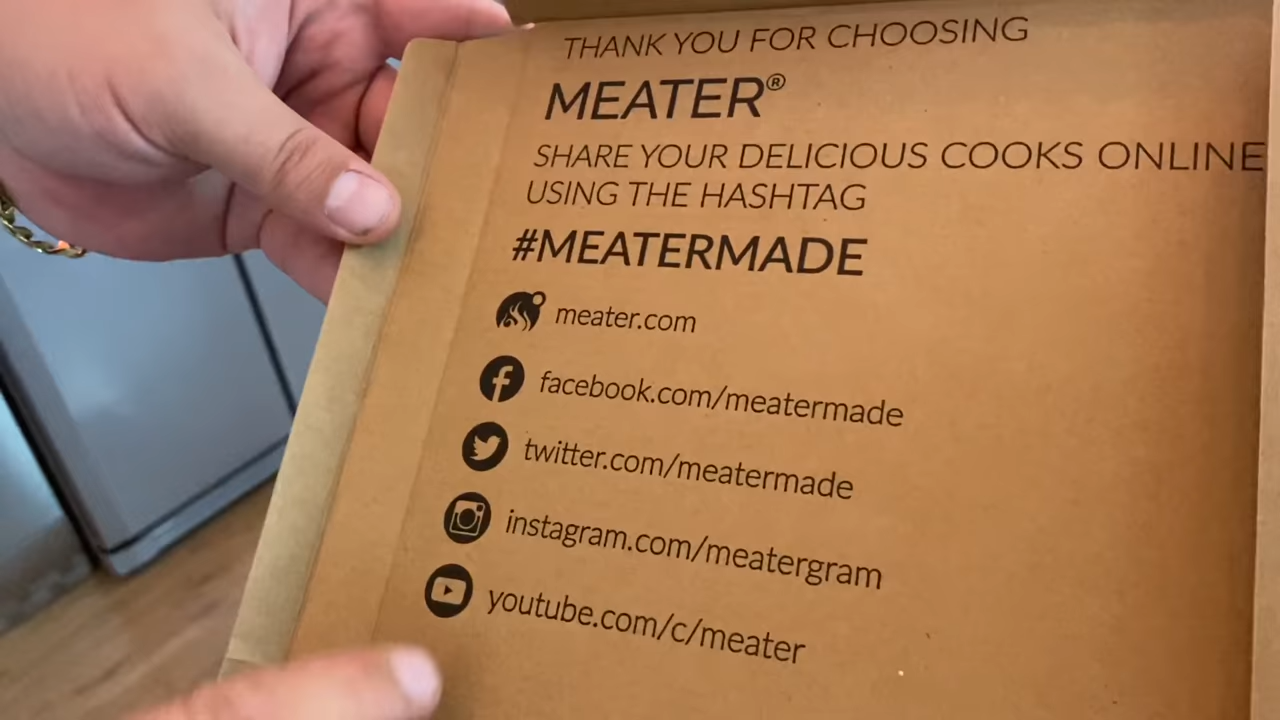 THANK YOU FOR CHOOSING
MEATER®
SHARE YOUR DELICIOUS COOKS ONLINE
USING THE HASHTAG
#MEATERMADE
meater.com
facebook.com/meatermade
twitter.com/meatermade
instagram.com/meatergram
youtube.com/c/meater